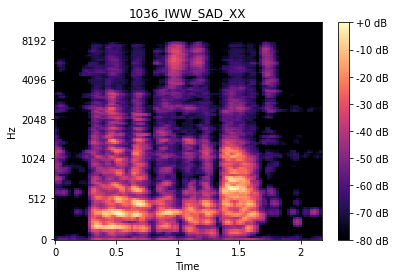 1036_IWW_SAD_XX
+0 dB
8192
-10 dB
4096
-20 dB
-30 dB
2048
Hz
-40 dB
1024
-50 dB
512
-60 dB
-70 dB
0
-80 dB
0 0.5 1 1.5 2
Time